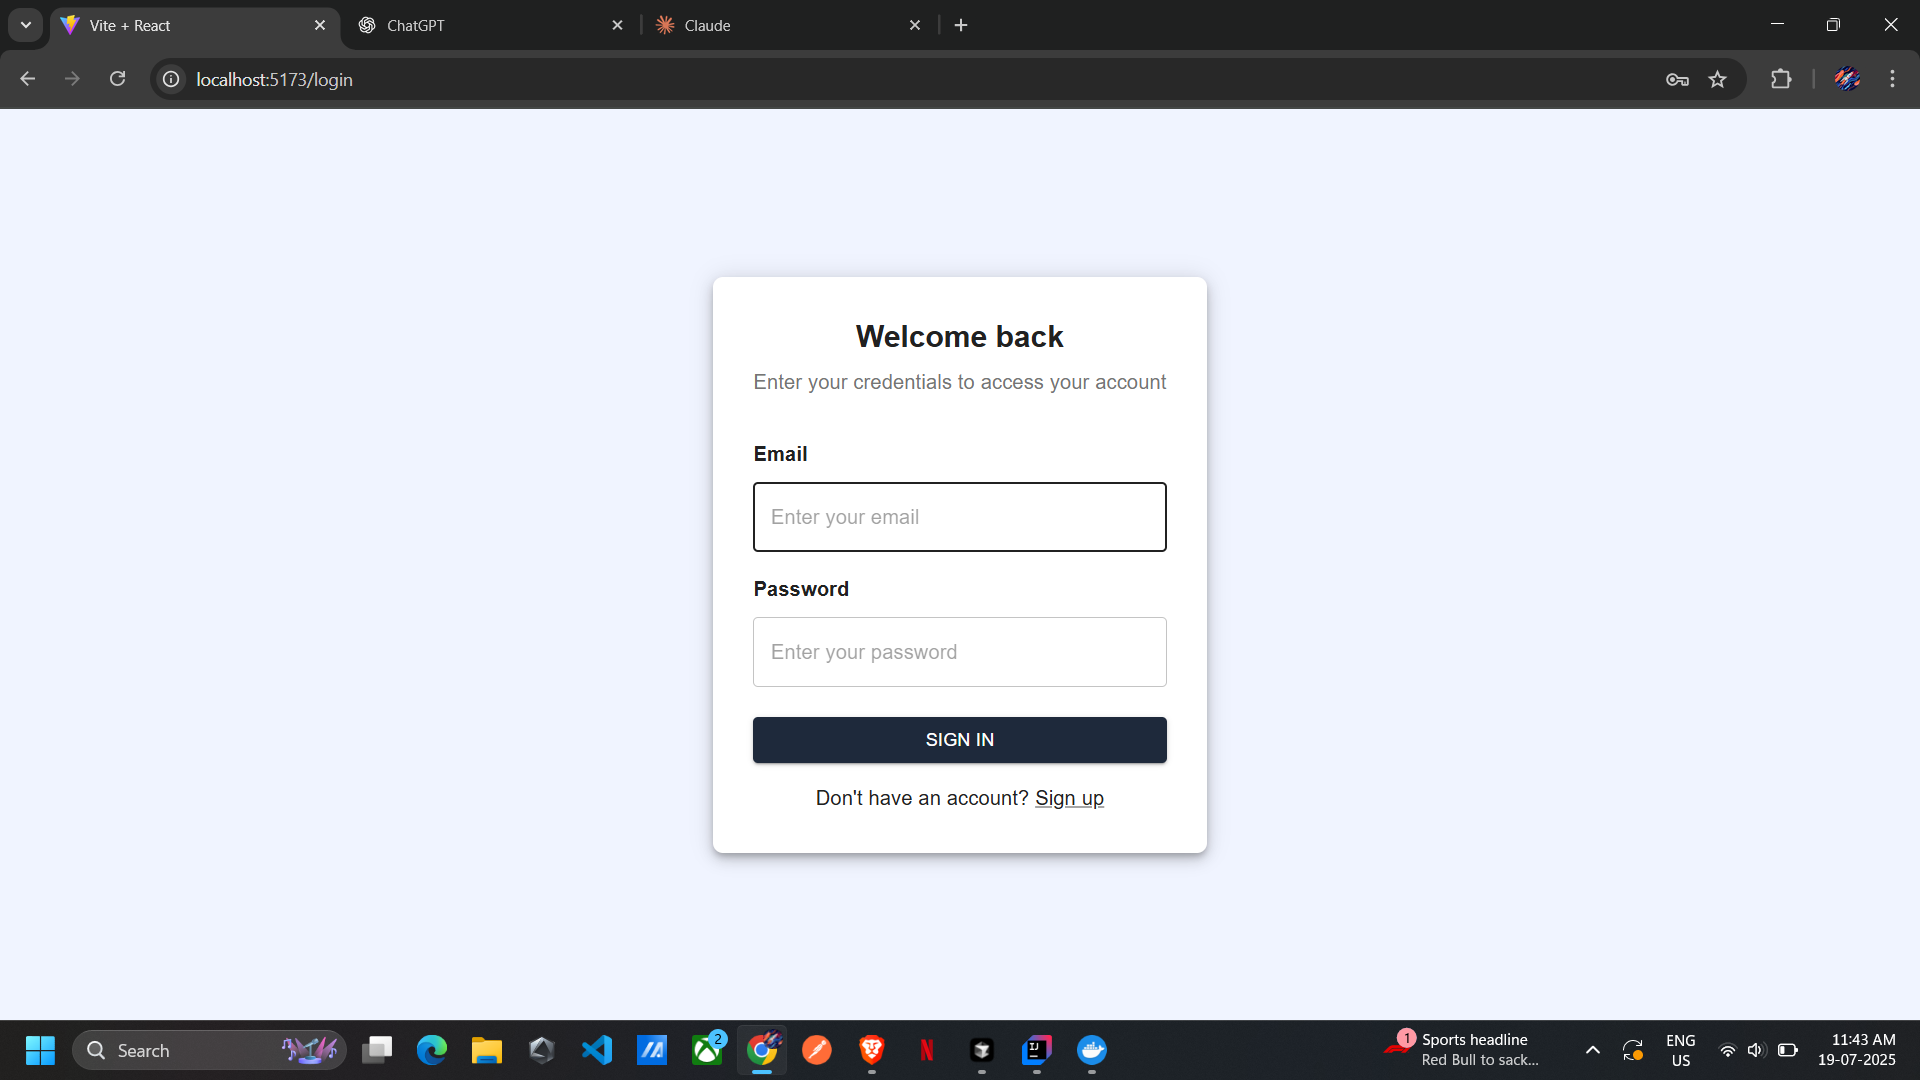 Vite + React
ChatGPT
Claude
localhost:5173/login
Welcome back
Enter your credentials to access your account
Email
Enter your email
Password
Enter your password
SIGN IN
Don't have an account? Sign up
Search
2
N
IJ
1
Sports headline
Red Bull to sack...
ENG
US
11:43 AM
19-07-2025